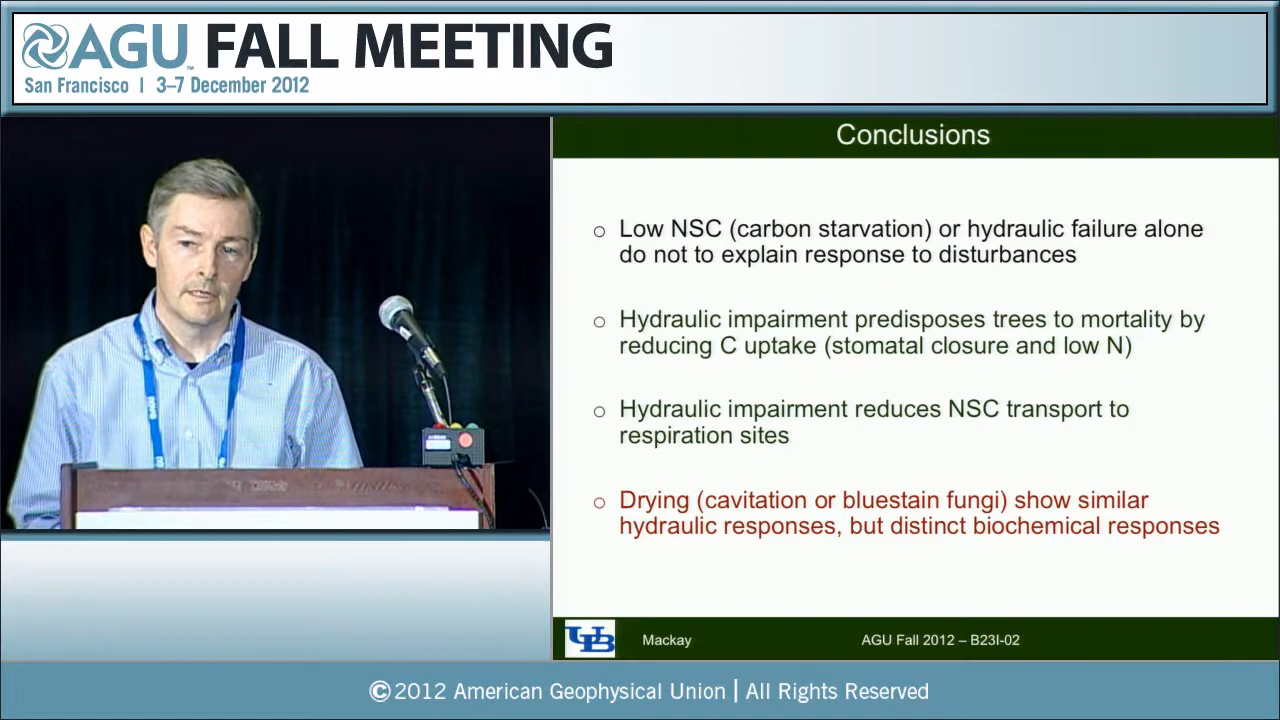 AGU FALL MEETING
San Francisco | 3–7 December 2012
Conclusions
Low NSC (carbon starvation) or hydraulic failure alone
do not to explain response to disturbances
Hydraulic impairment predisposes trees to mortality by
reducing C uptake (stomatal closure and low N)
Hydraulic impairment reduces NSC transport to
respiration sites
Drying (cavitation or bluestain fungi) show similar
hydraulic responses, but distinct biochemical responses
UB
Mackay
AGU Fall 2012 – B23I-02
©2012 American Geophysical Union | All Rights Reserved